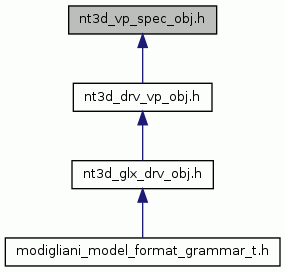 nt3d_vp_spec_obj.h
nt3d_drv_vp_obj.h
nt3d_glx_drv_obj.h
modigliani_model_format_grammar_t.h